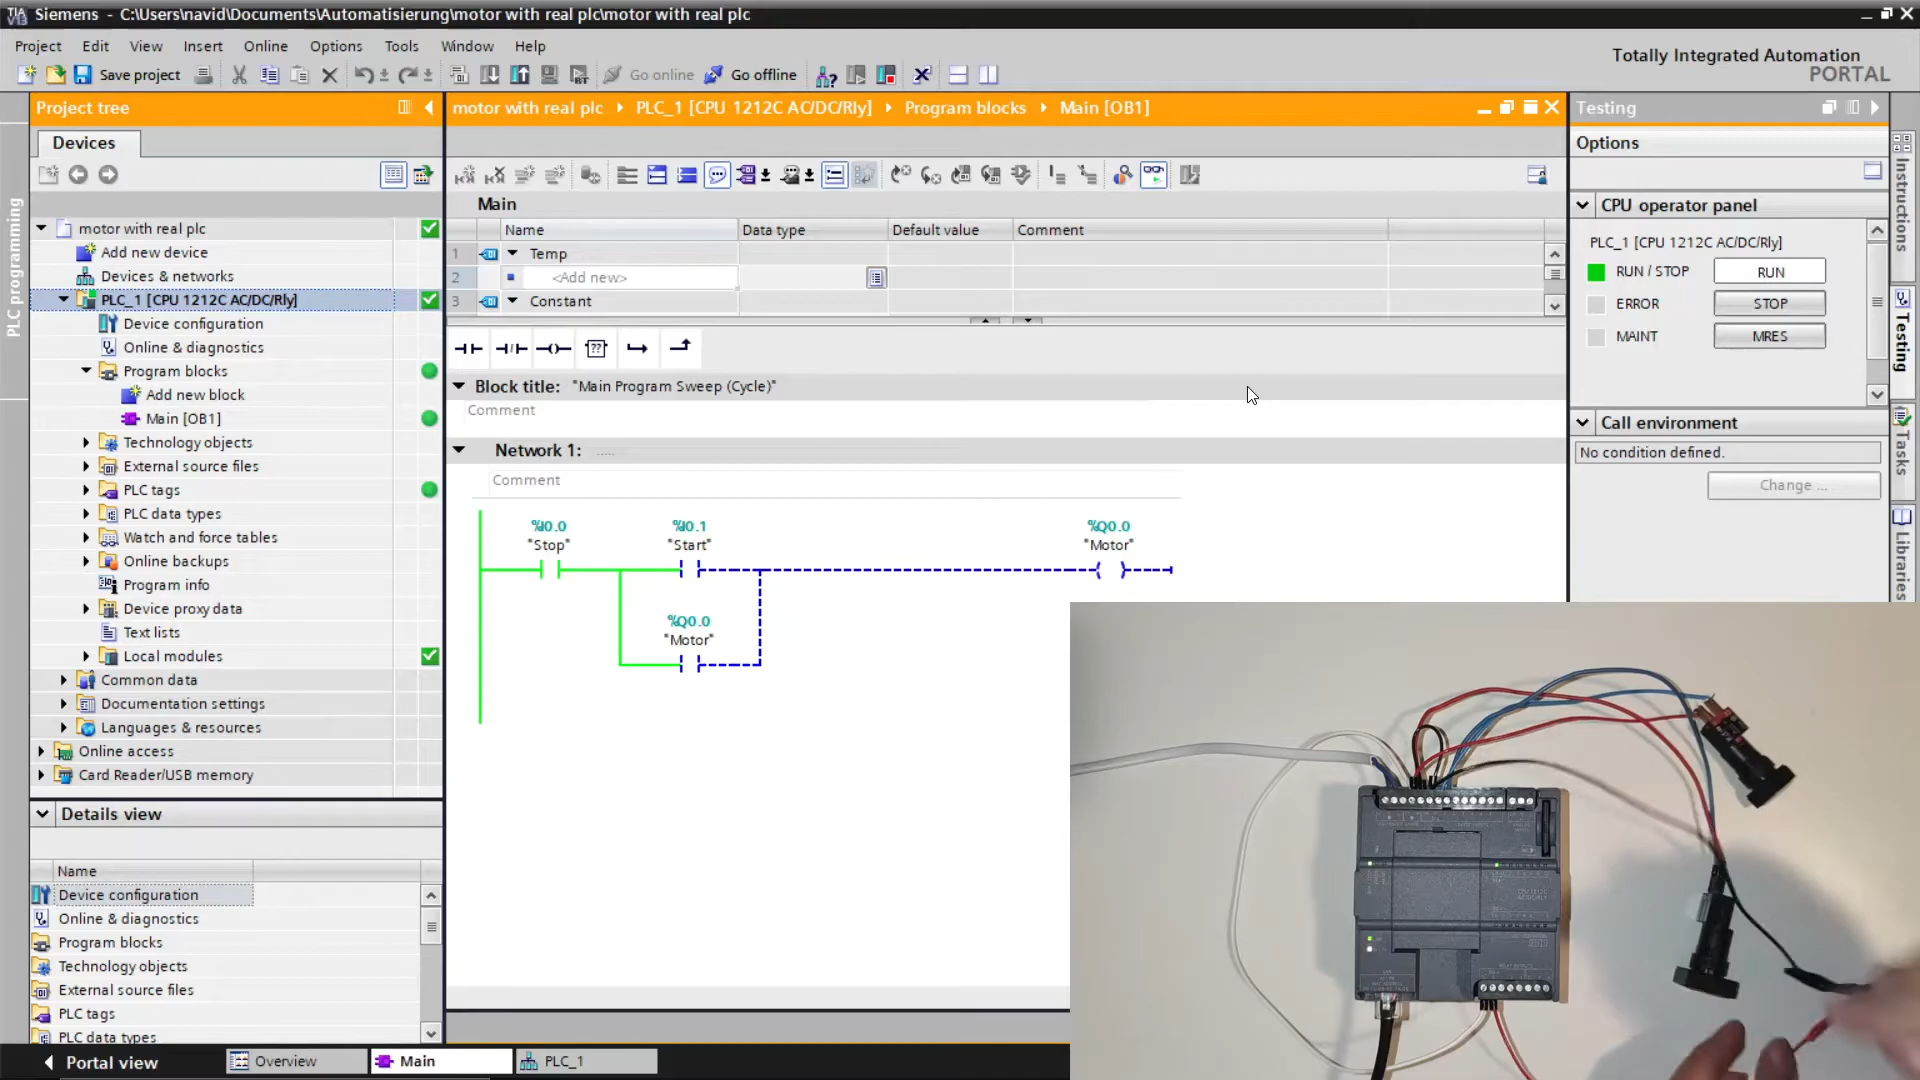 Siemens - C:\Users\navid\Documents\Automatisierung\motor with real plc\motor with real plc
Project Edit View Insert Online Options Tools Window Help
Totally Integrated Automation
PORTAL
Save project Go online Go offline
Project tree
motor with real plc PLC_1 [CPU 1212C AC/DC/Rly] Program blocks Main [OB1]
Testing
Devices
Options
PLC programming
Main
CPU operator panel
Name Data type Default value Comment
1 Temp
2 <Add new>
3 Constant
PLC_1 [CPU 1212C AC/DC/Rly]
RUN / STOP RUN
ERROR STOP
MAINT MRES
motor with real plc
Add new device
Devices & networks
PLC_1 [CPU 1212C AC/DC/Rly]
Device configuration
Online & diagnostics
Program blocks
Add new block
Main [OB1]
Technology objects
External source files
PLC tags
PLC data types
Watch and force tables
Online backups
Program info
Device proxy data
Text lists
Local modules
Common data
Documentation settings
Languages & resources
Online access
Card Reader/USB memory
??
Block title: "Main Program Sweep (Cycle)"
Comment
Network 1: .....
Comment
%I0.0 %I0.1 %Q0.0
"Stop" "Start" "Motor"
%Q0.0
"Motor"
Call environment
No condition defined.
Change ...
Instructions
Testing
Tasks
Libraries
Details view
Name
Device configuration
Online & diagnostics
Program blocks
Technology objects
External source files
PLC tags
PLC data types
Portal view Overview Main PLC_1